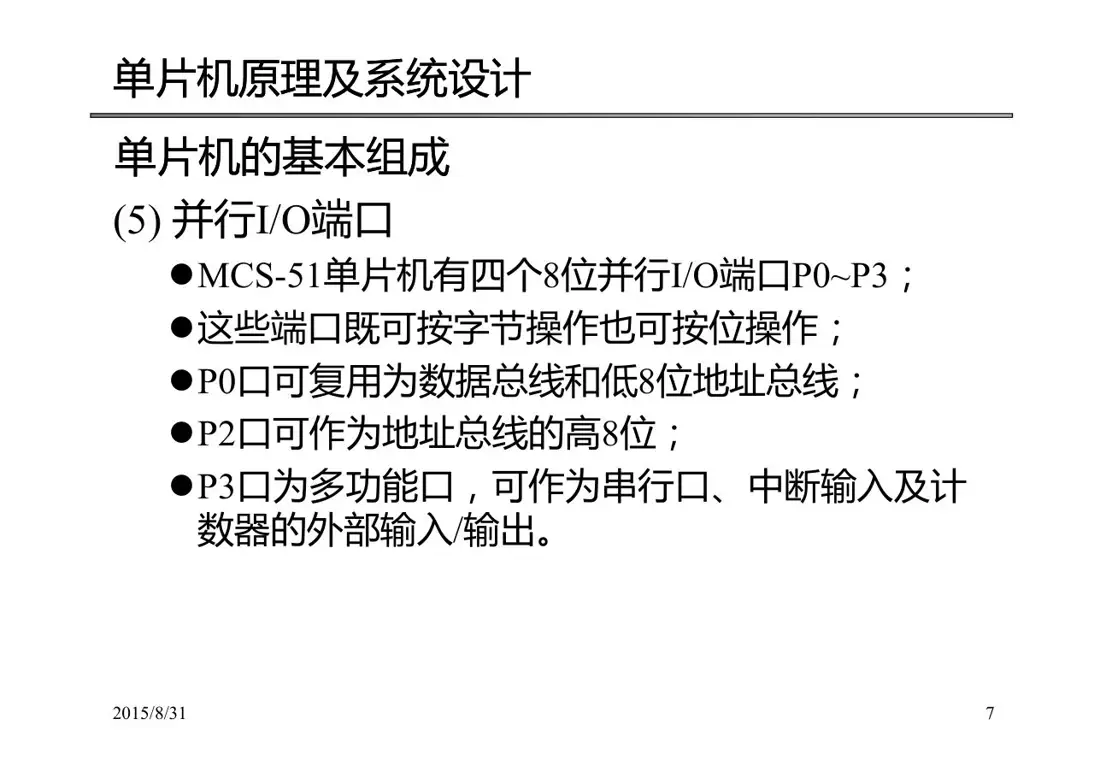 单片机原理及系统设计
单片机的基本组成
(5) 并行I/O端口
●MCS-51单片机有四个8位并行I/O端口P0~P3；
●这些端口既可按字节操作也可按位操作；
●P0口可复用为数据总线和低8位地址总线；
●P2口可作为地址总线的高8位；
●P3口为多功能口，可作为串行口、中断输入及计
数器的外部输入/输出。
2015/8/31
7